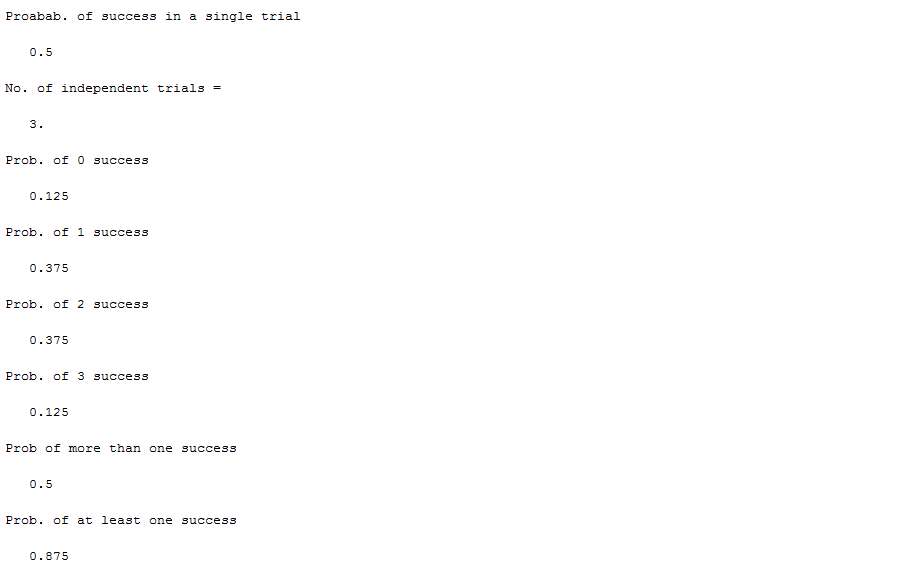 Proabab. of success in a single trial
0.5
No. of independent trials =
3.
Prob. of 0 success
0.125
Prob. of 1 success
0.375
Prob. of 2 success
0.375
Prob. of 3 success
0.125
Prob of more than one success
0.5
Prob. of at least one success
0.875